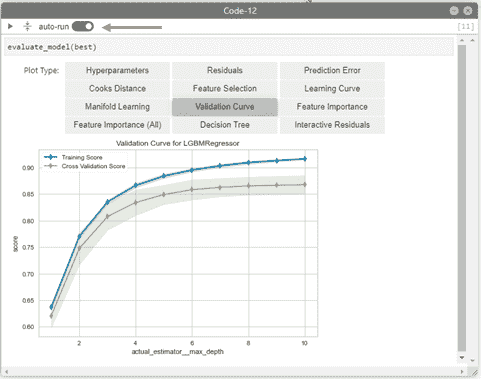 Code-12
auto-run
[11]
evaluate_model(best)
Plot Type:
Hyperparameters
Residuals
Prediction Error
Cooks Distance
Feature Selection
Learning Curve
Manifold Learning
Validation Curve
Feature Importance
Feature Importance (All)
Decision Tree
Interactive Residuals
Validation Curve for LGBMRegressor
Training Score
Cross Validation Score
0.90
0.85
0.80
0.75
0.70
0.65
0.60
score
2 4 6 8 10
actual_estimator__max_depth